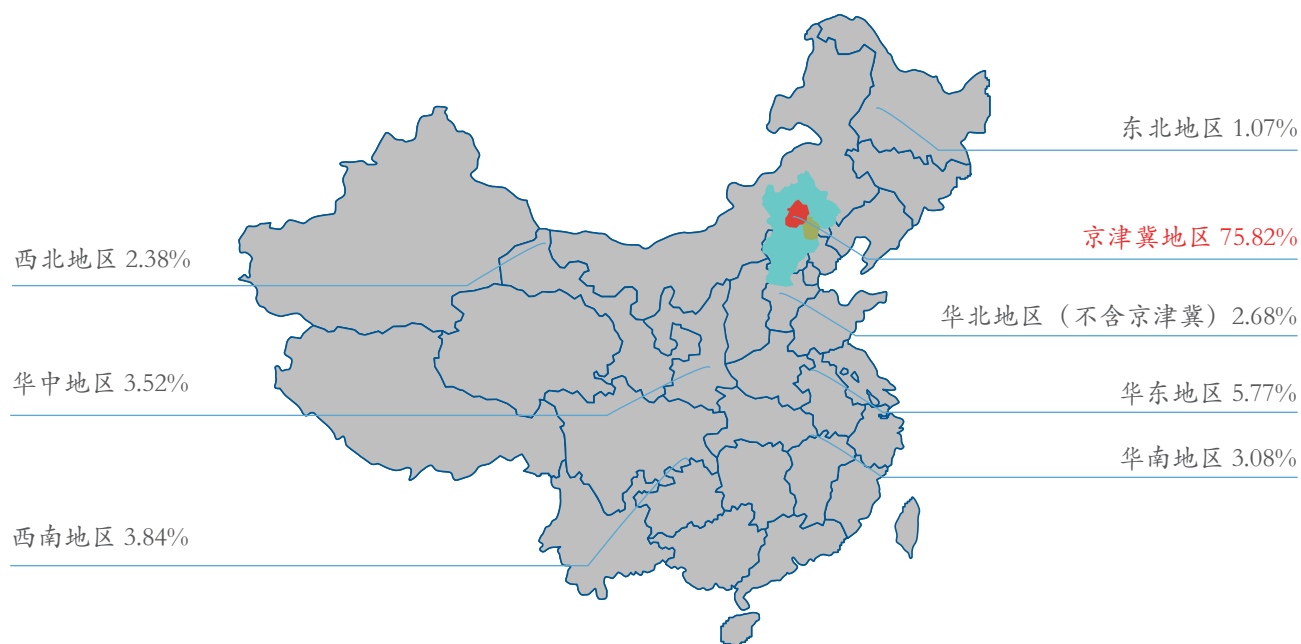 东北地区 1.07%
京津冀地区 75.82%
西北地区 2.38%
华北地区（不含京津冀）2.68%
华中地区 3.52%
华东地区 5.77%
华南地区 3.08%
西南地区 3.84%